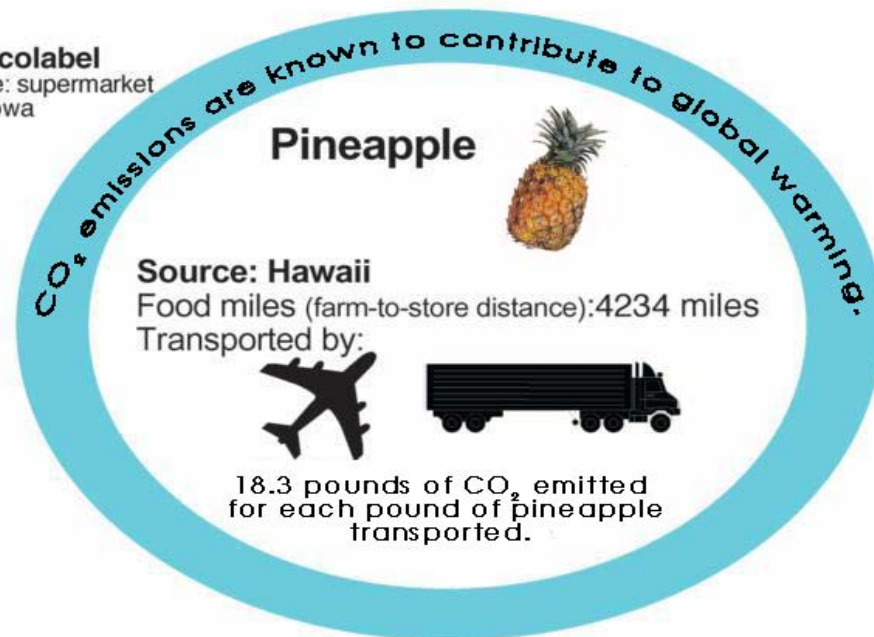 colabel
: supermarket
owa
CO₂ emissions are known to contribute to global warming.
Pineapple
Source: Hawaii
Food miles (farm-to-store distance):4234 miles
Transported by:
18.3 pounds of CO₂ emitted
for each pound of pineapple
transported.